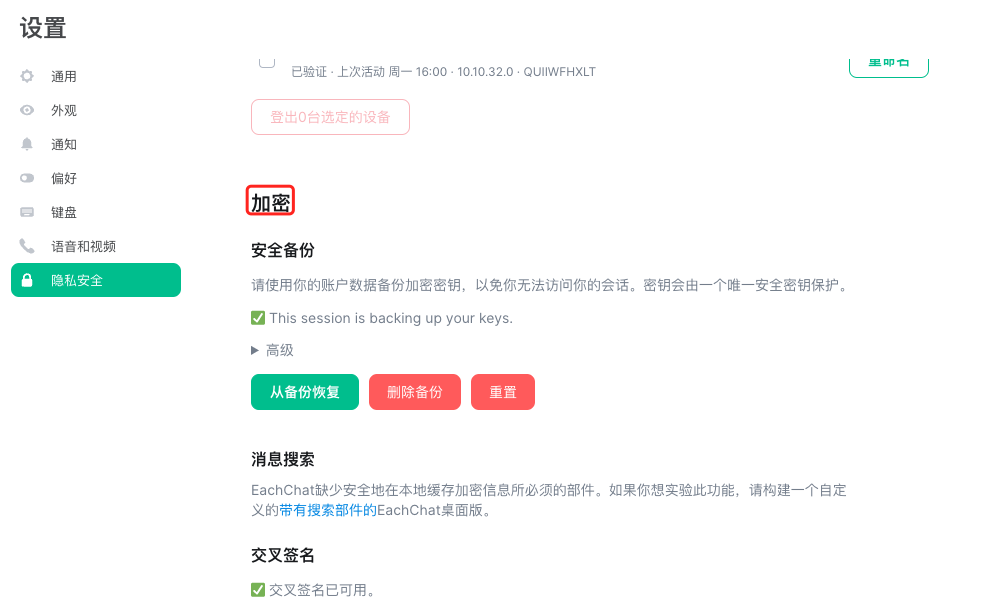 设置
通用
外观
通知
偏好
键盘
语音和视频
隐私安全
已验证 · 上次活动 周一 16:00 · 10.10.32.0 · QUIIWFHXLT
重命名
登出0台选定的设备
加密
安全备份
请使用你的账户数据备份加密密钥，以免你无法访问你的会话。密钥会由一个唯一安全密钥保护。
✅ This session is backing up your keys.
▶ 高级
从备份恢复 删除备份 重置
消息搜索
EachChat缺少安全地在本地缓存加密信息所必须的部件。如果你想实验此功能，请构建一个自定
义的带有搜索部件的EachChat桌面版。
交叉签名
✅ 交叉签名已可用。